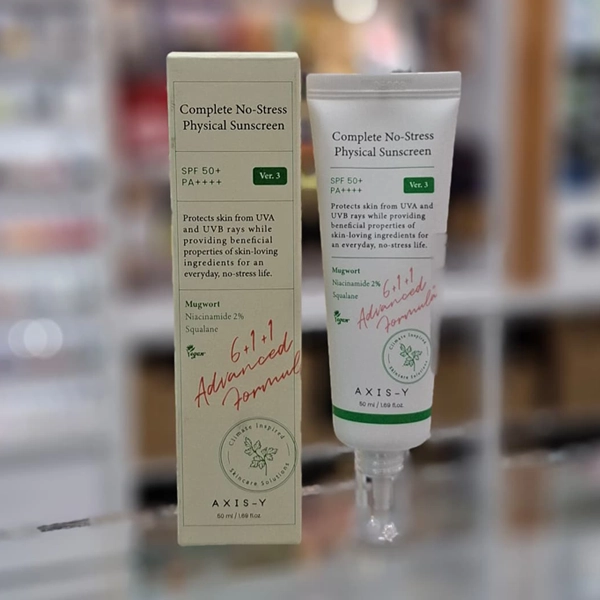 Complete No-Stress
Physical Sunscreen
SPF 50+
PA++++
Ver. 3
Protects skin from UVA
and UVB rays while
providing beneficial
properties of skin-loving
ingredients for an
everyday, no-stress life.
Mugwort
Niacinamide 2%
Squalane
Vegan
6+1+1
Advanced
Formul
Climate Inspired
Skincare Solutions
AXIS-Y
50 ml / 1.69 fl.oz.
Complete No-Stress
Physical Sunscreen
SPF 50+
PA++++
Ver. 3
Protects skin from UVA and
UVB rays while providing
beneficial properties of
skin-loving ingredients for
an everyday, no-stress life.
Mugwort
Niacinamide 2%
Squalane
Vegan
6+1+1
Advanced
Formula
Climate Inspired
Skincare Solutions
AXIS-Y
50 ml / 1.69 fl.oz.